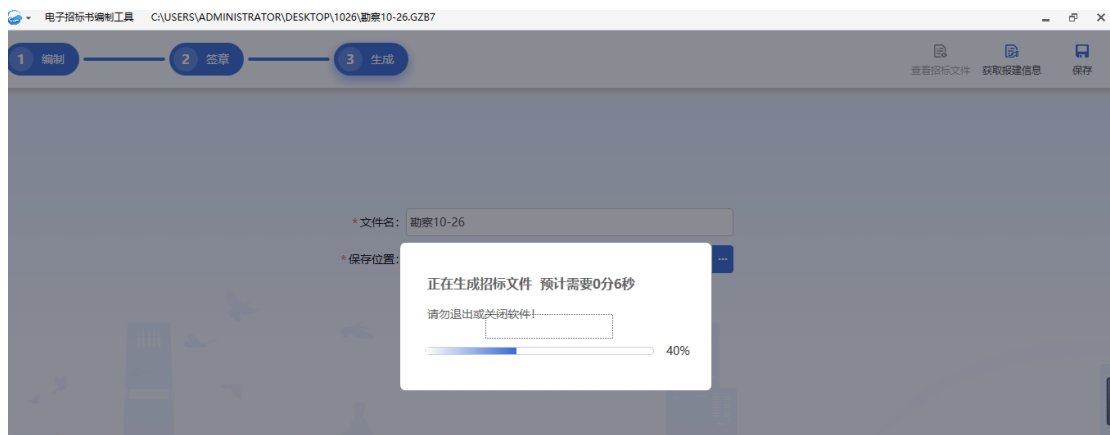 电子招标书编制工具 C:\USERS\ADMINISTRATOR\DESKTOP\1026\勘察10-26.GZB7
1 编制 2 签章 3 生成
查看招标文件 获取报建信息 保存
*文件名: 勘察10-26
*保存位置: ...
正在生成招标文件 预计需要0分6秒
请勿退出或关闭软件!
40%